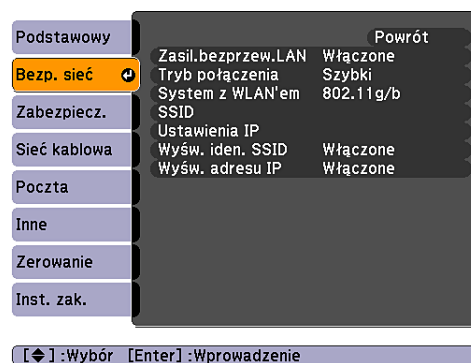 Podstawowy
Bezp. sieć
Zabezpiecz.
Sieć kablowa
Poczta
Inne
Zerowanie
Inst. zak.
Powrót
Zasil.bezprzew.LAN Włączone
Tryb połączenia Szybki
System z WLAN'em 802.11g/b
SSID
Ustawienia IP
Wyśw. iden. SSID Włączone
Wyśw. adresu IP Włączone
[◆] :Wybór [Enter] :Wprowadzenie